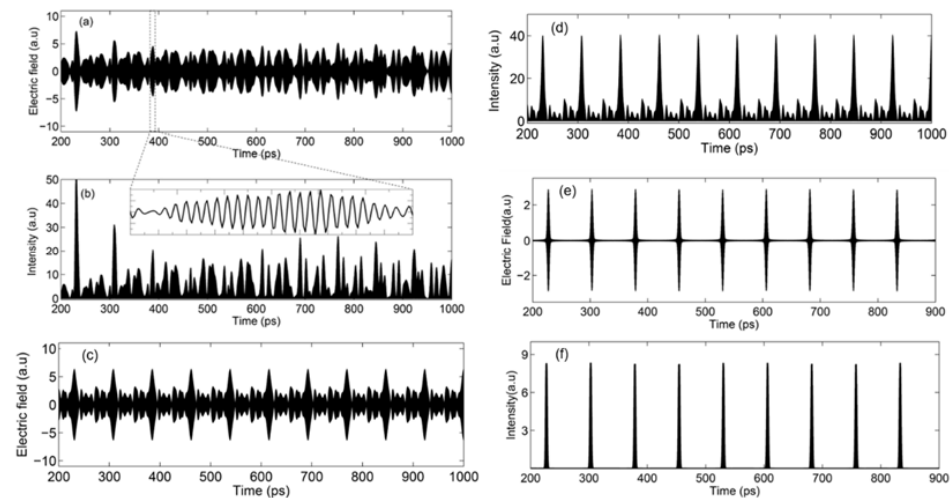 (a)
Electric field (a.u)
10
5
0
−5
−10
200 300 400 500 600 700 800 900 1000
Time (ps)
(b)
Intensity (a.u)
50
40
30
20
10
0
200 300 400 500 600 700 800 900 1000
Time (ps)
(c)
Electric field (a.u)
10
5
0
−5
−10
200 300 400 500 600 700 800 900 1000
Time (ps)
(d)
Intensity (a.u)
40
20
0
200 300 400 500 600 700 800 900 1000
Time (ps)
(e)
Electric Field(a.u)
2
0
−2
200 300 400 500 600 700 800 900
Time (ps)
(f)
Intensity(a.u)
9
6
3
200 300 400 500 600 700 800 900
Time (ps)